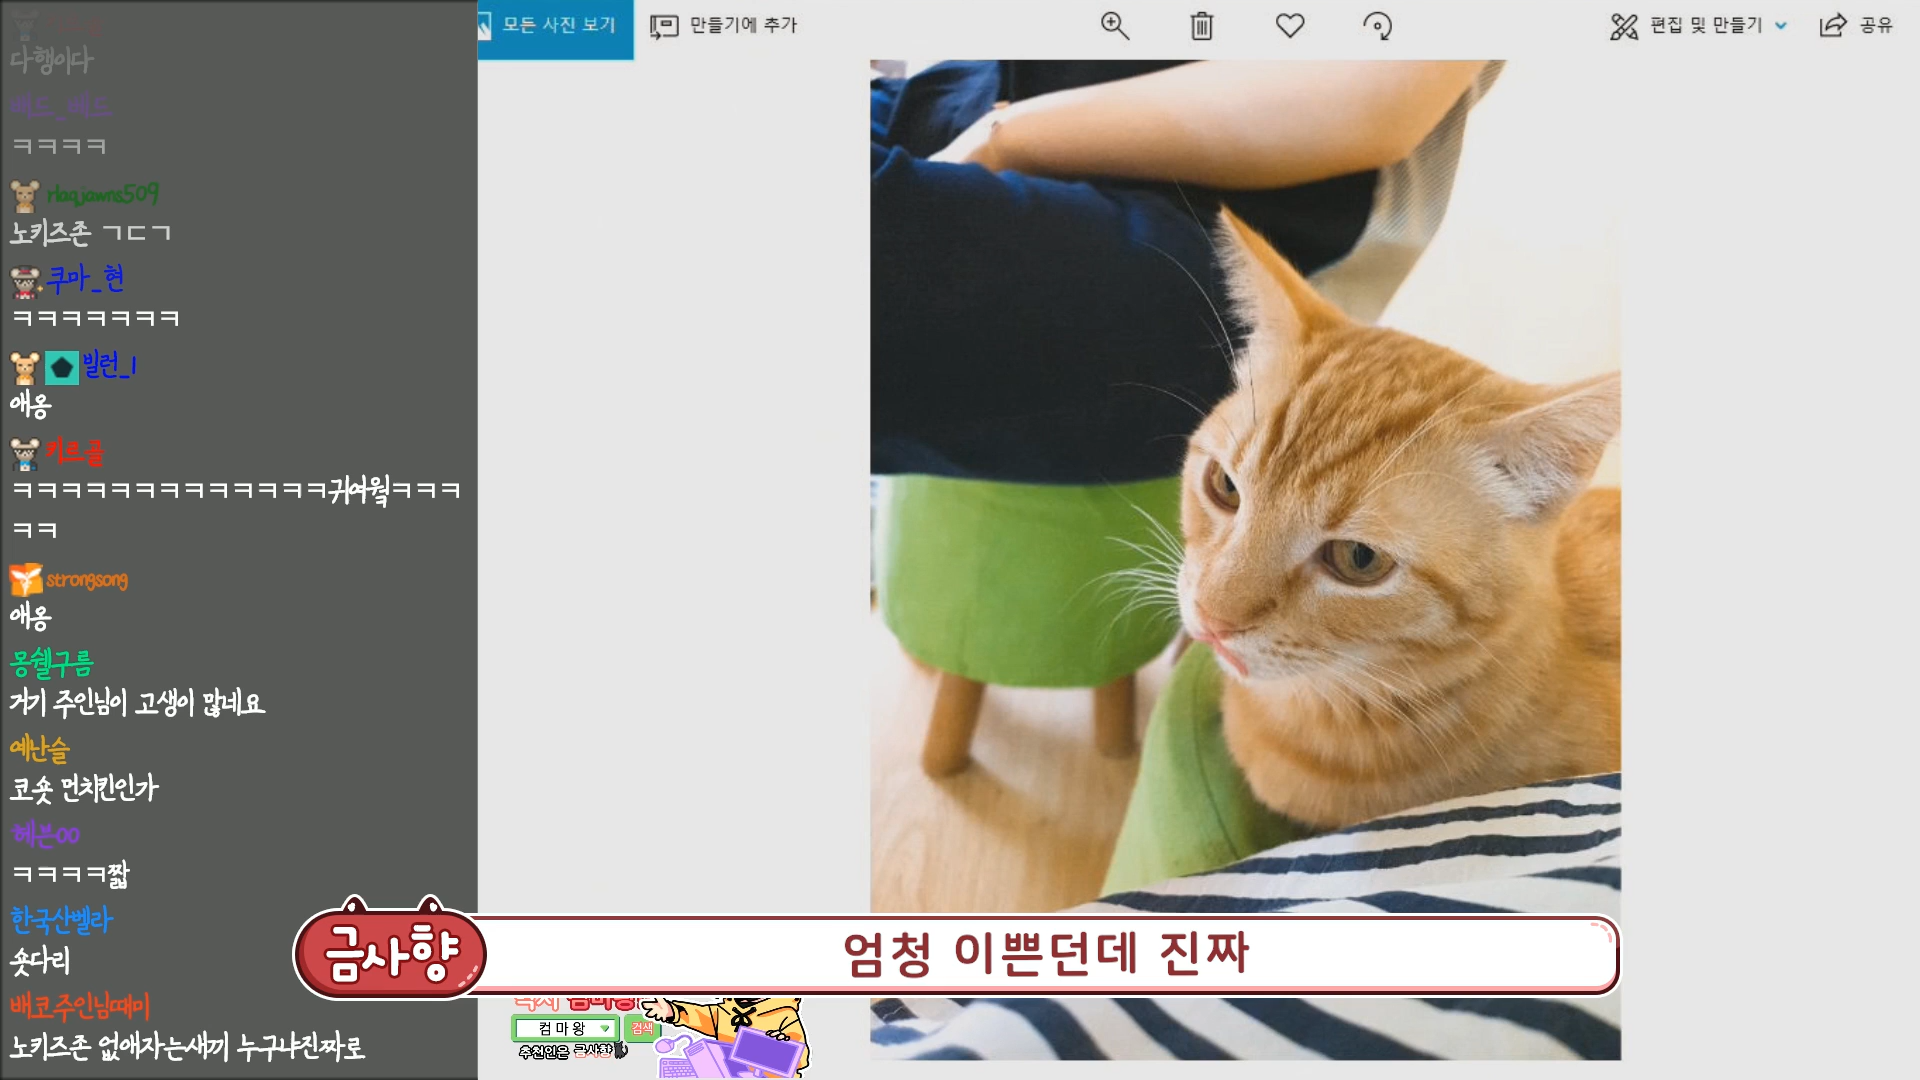 다행이다
배드_배드
ㅋㅋㅋㅋ
rlaqjawns509
노키즈존 ㄱㄷㄱ
쿠마_현
ㅋㅋㅋㅋㅋㅋㅋ
빌런_1
애옹
키르클
ㅋㅋㅋㅋㅋㅋㅋㅋㅋㅋㅋㅋㅋ귀여웤ㅋㅋㅋ
ㅋㅋ
strongsong
애옹
몽쉘구름
거기 주인님이 고생이 많네요
예난슬
코숏 먼치킨인가
헤븐00
ㅋㅋㅋㅋ짧
한국산벨라
숏다리
배코주인님때미
노키즈존 없애자는새끼 누구냐진짜로
모든 사진 보기
만들기에 추가
편집 및 만들기
공유
금사향
엄청 이쁜던데 진짜
컴마왕
검색
추천인은 금사향